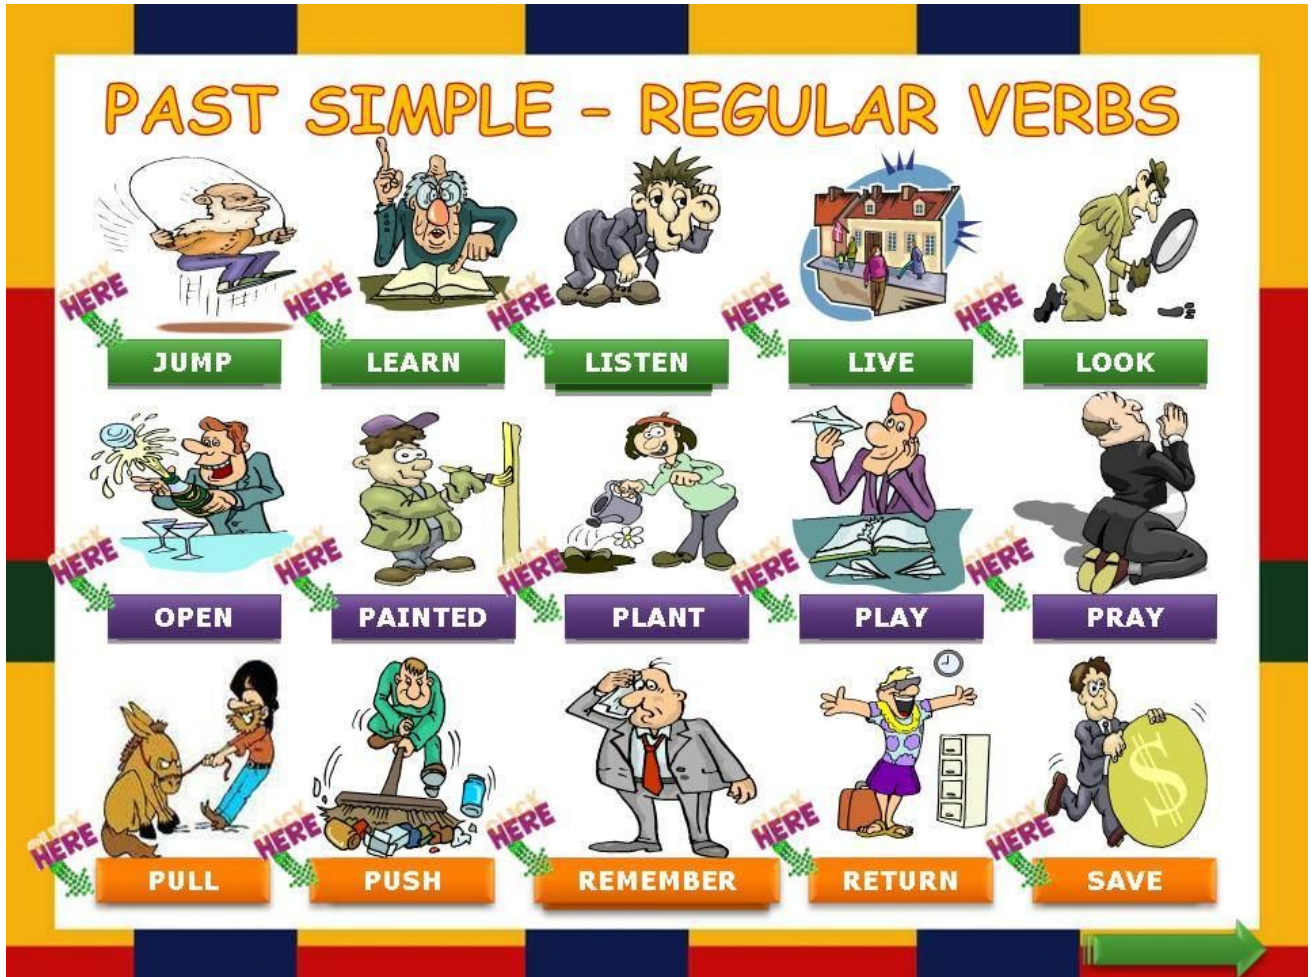 PAST SIMPLE – REGULAR VERBS
CLICK HERE
CLICK HERE
CLICK HERE
CLICK HERE
CLICK HERE
JUMP
LEARN
LISTEN
LIVE
LOOK
CLICK HERE
CLICK HERE
CLICK HERE
CLICK HERE
CLICK HERE
OPEN
PAINTED
PLANT
PLAY
PRAY
CLICK HERE
CLICK HERE
CLICK HERE
CLICK HERE
CLICK HERE
$
PULL
PUSH
REMEMBER
RETURN
SAVE